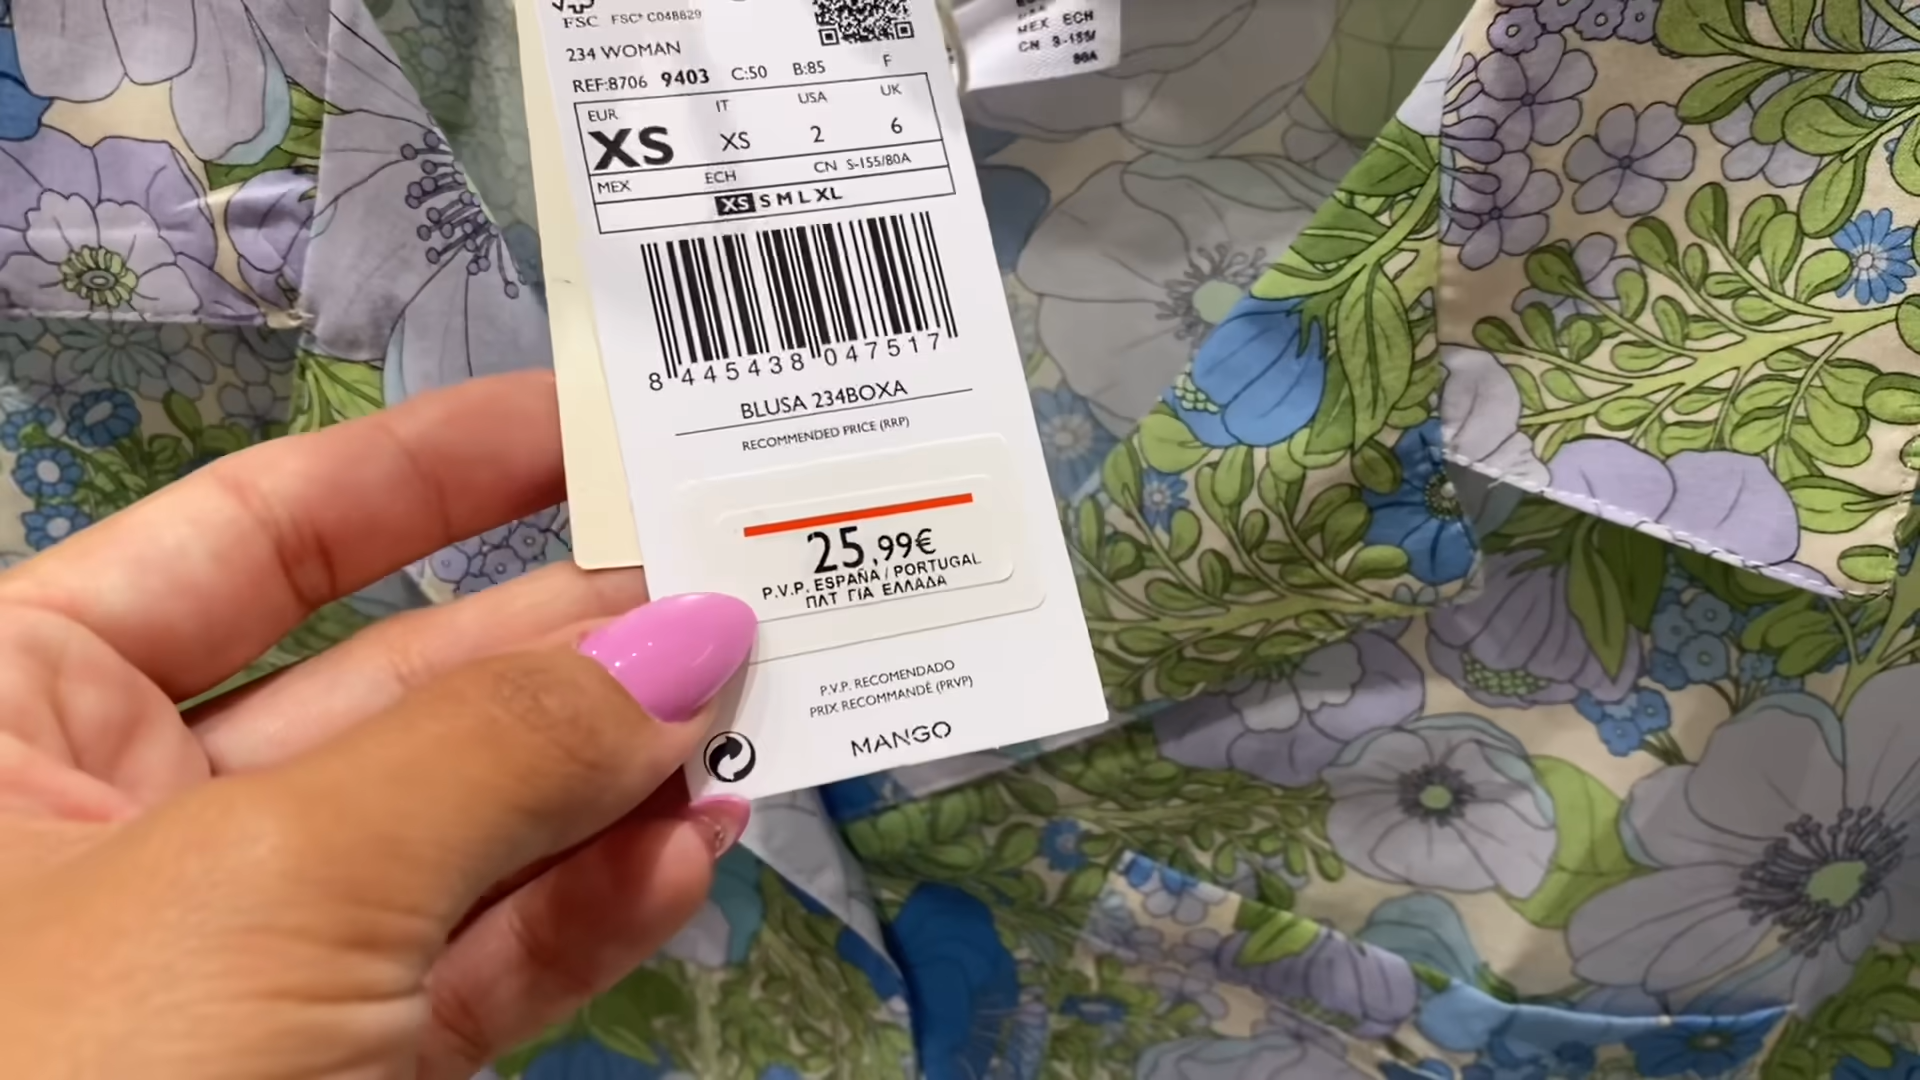 FSC FSC® C048829
234 WOMAN
REF:8706 9403 C:50 B:85 F
EUR IT USA UK
XS XS 2 6
MEX ECH CN S-155/80A
XS S M L XL
8 445438 047517
BLUSA 234BOXA
RECOMMENDED PRICE (RRP)
25,99€
P.V.P. ESPAÑA / PORTUGAL
ΠΛΤ ΓΙΑ ΕΛΛΑΔΑ
P.V.P. RECOMENDADO
PRIX RECOMMANDÉ (PRVP)
MANGO
MEX ECH
CN S-155/
80A